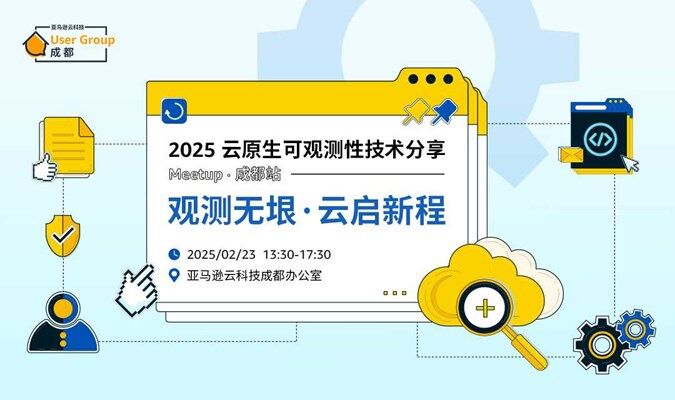 亚马逊云科技
User Group
成都
2025 云原生可观测性技术分享
Meetup · 成都站
观测无垠·云启新程
2025/02/23 13:30-17:30
亚马逊云科技成都办公室